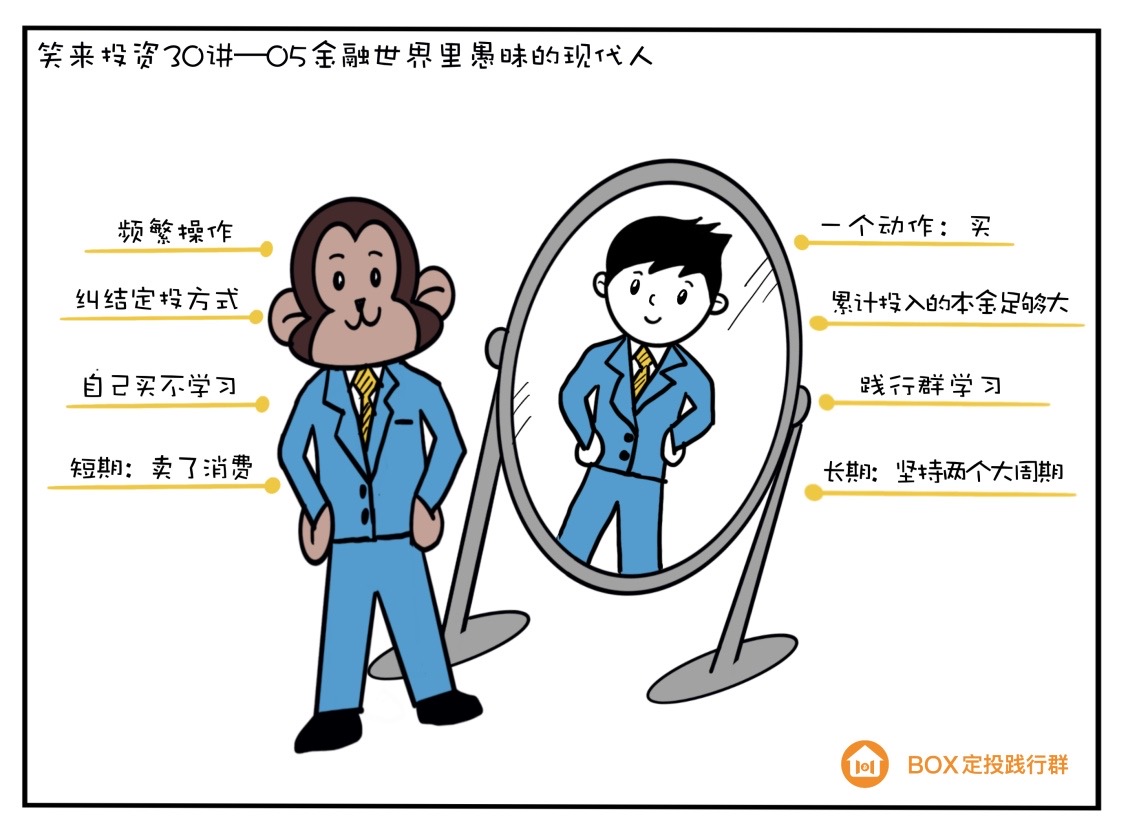 笑来投资30讲—05金融世界里愚昧的现代人
频繁操作
纠结定投方式
自己买不学习
短期：卖了消费
一个动作：买
累计投入的本金足够大
践行群学习
长期：坚持两个大周期
BOX定投践行群